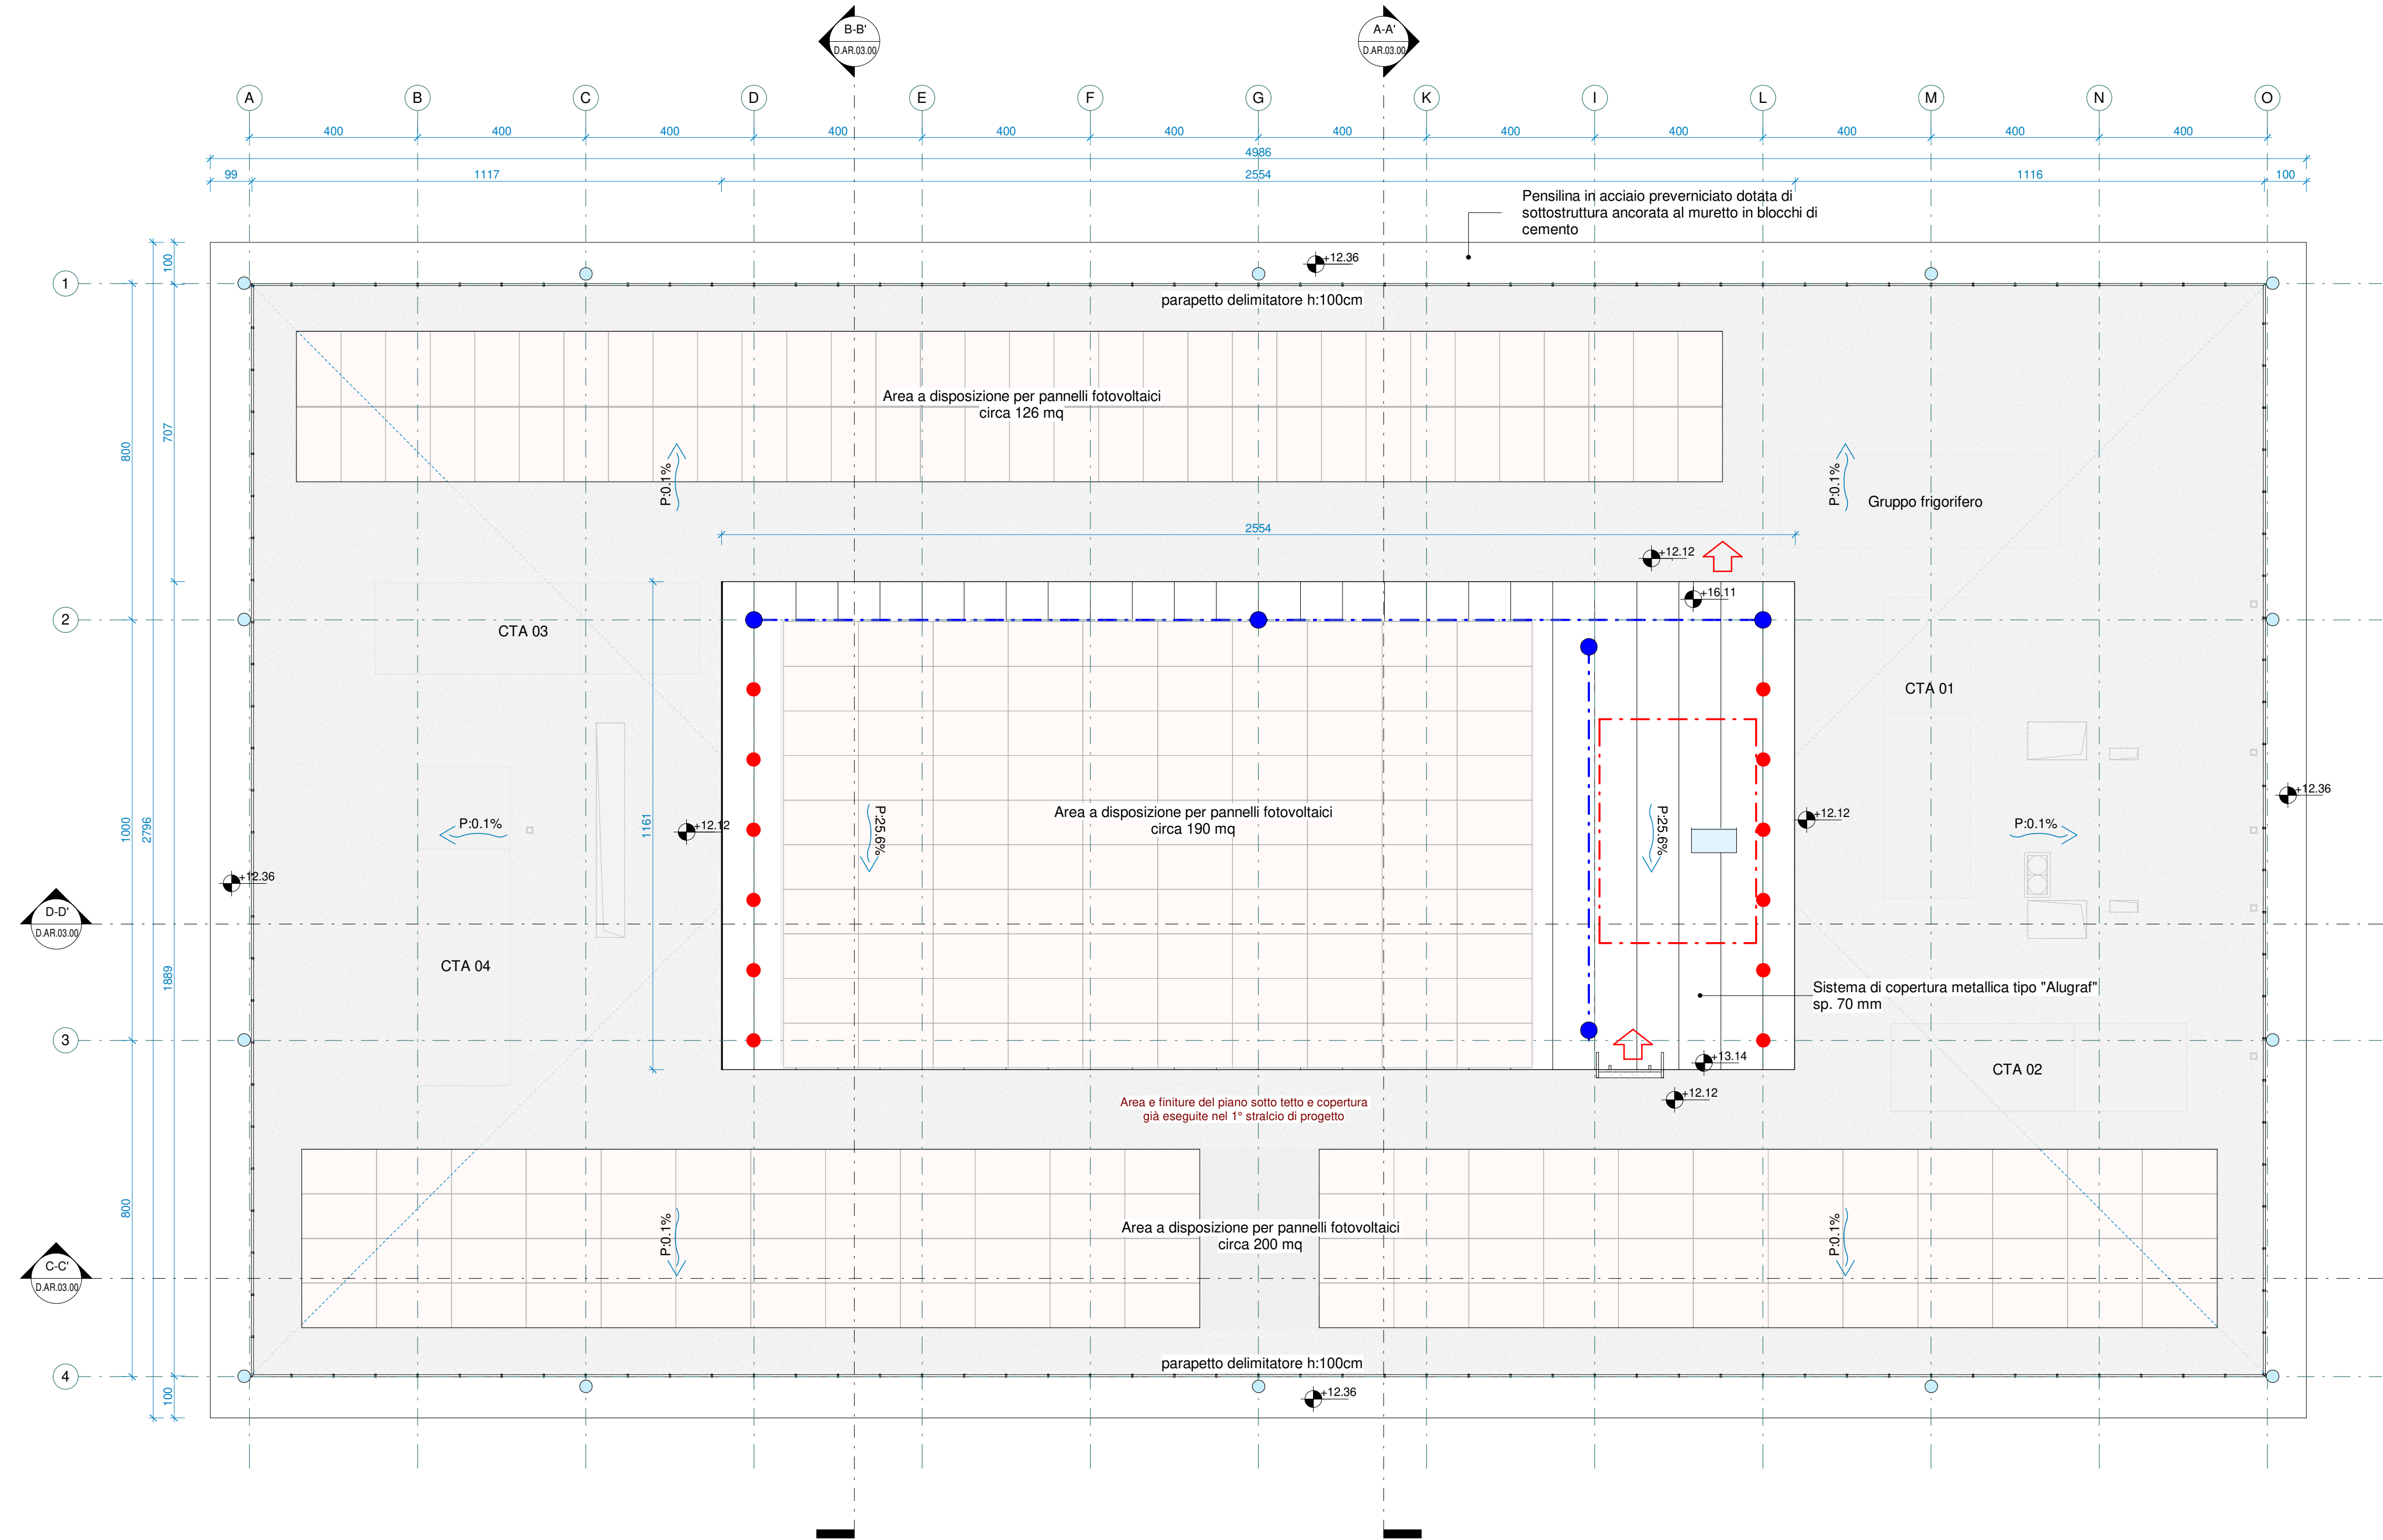 B-B'
D.AR.03.00
A-A'
D.AR.03.00
A
B
C
D
E
F
G
K
I
L
M
N
O
400
400
400
400
400
400
400
400
400
400
400
400
4986
99
1117
2554
1116
100
Pensilina in acciaio preverniciato dotata di
sottostruttura ancorata al muretto in blocchi di
cemento
100
+12.36
1
parapetto delimitatore h:100cm
Area a disposizione per pannelli fotovoltaici
circa 126 mq
800
707
P:0.1%
P:0.1%
Gruppo frigorifero
2554
+12.12
+16.11
2
CTA 03
CTA 01
+12.36
1000
2796
1161
P:0.1%
+12.12
P:25.6%
Area a disposizione per pannelli fotovoltaici
circa 190 mq
P:25.6%
+12.12
P:0.1%
+12.36
D-D'
D.AR.03.00
CTA 04
1889
Sistema di copertura metallica tipo "Alugraf"
sp. 70 mm
3
+13.14
CTA 02
+12.12
Area e finiture del piano sotto tetto e copertura
già eseguite nel 1° stralcio di progetto
800
P:0.1%
Area a disposizione per pannelli fotovoltaici
circa 200 mq
P:0.1%
C-C'
D.AR.03.00
parapetto delimitatore h:100cm
4
100
+12.36